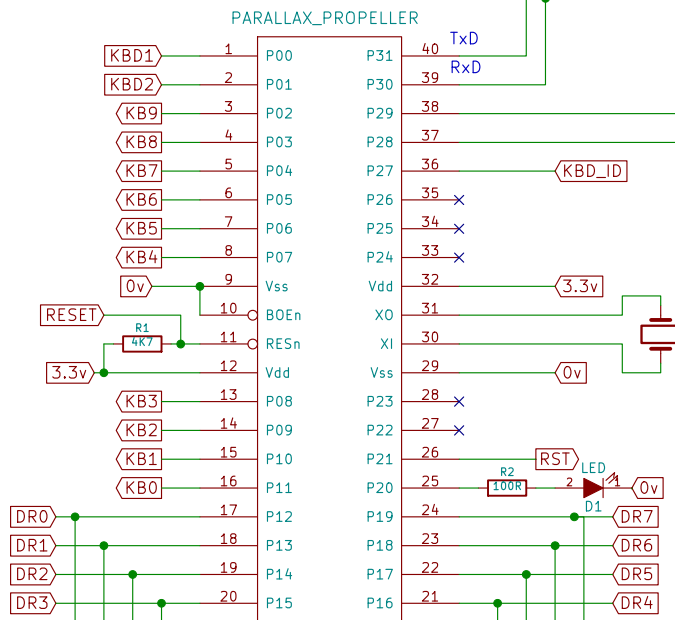 PARALLAX_PROPELLER
KBD1 1 P00 P31 40 TxD
KBD2 2 P01 P30 39 RxD
KB9 3 P02 P29 38
KB8 4 P03 P28 37
KB7 5 P04 P27 36 KBD_ID
KB6 6 P05 P26 35
KB5 7 P06 P25 34
KB4 8 P07 P24 33
0v 9 Vss Vdd 32 3.3v
RESET 10 BOEn XO 31
R1 4K7 11 RESn XI 30
3.3v 12 Vdd Vss 29 0v
KB3 13 P08 P23 28
KB2 14 P09 P22 27
KB1 15 P10 P21 26 RST
KB0 16 P11 P20 25 R2 100R 2 LED D1 1 0v
DR0 17 P12 P19 24 DR7
DR1 18 P13 P18 23 DR6
DR2 19 P14 P17 22 DR5
DR3 20 P15 P16 21 DR4